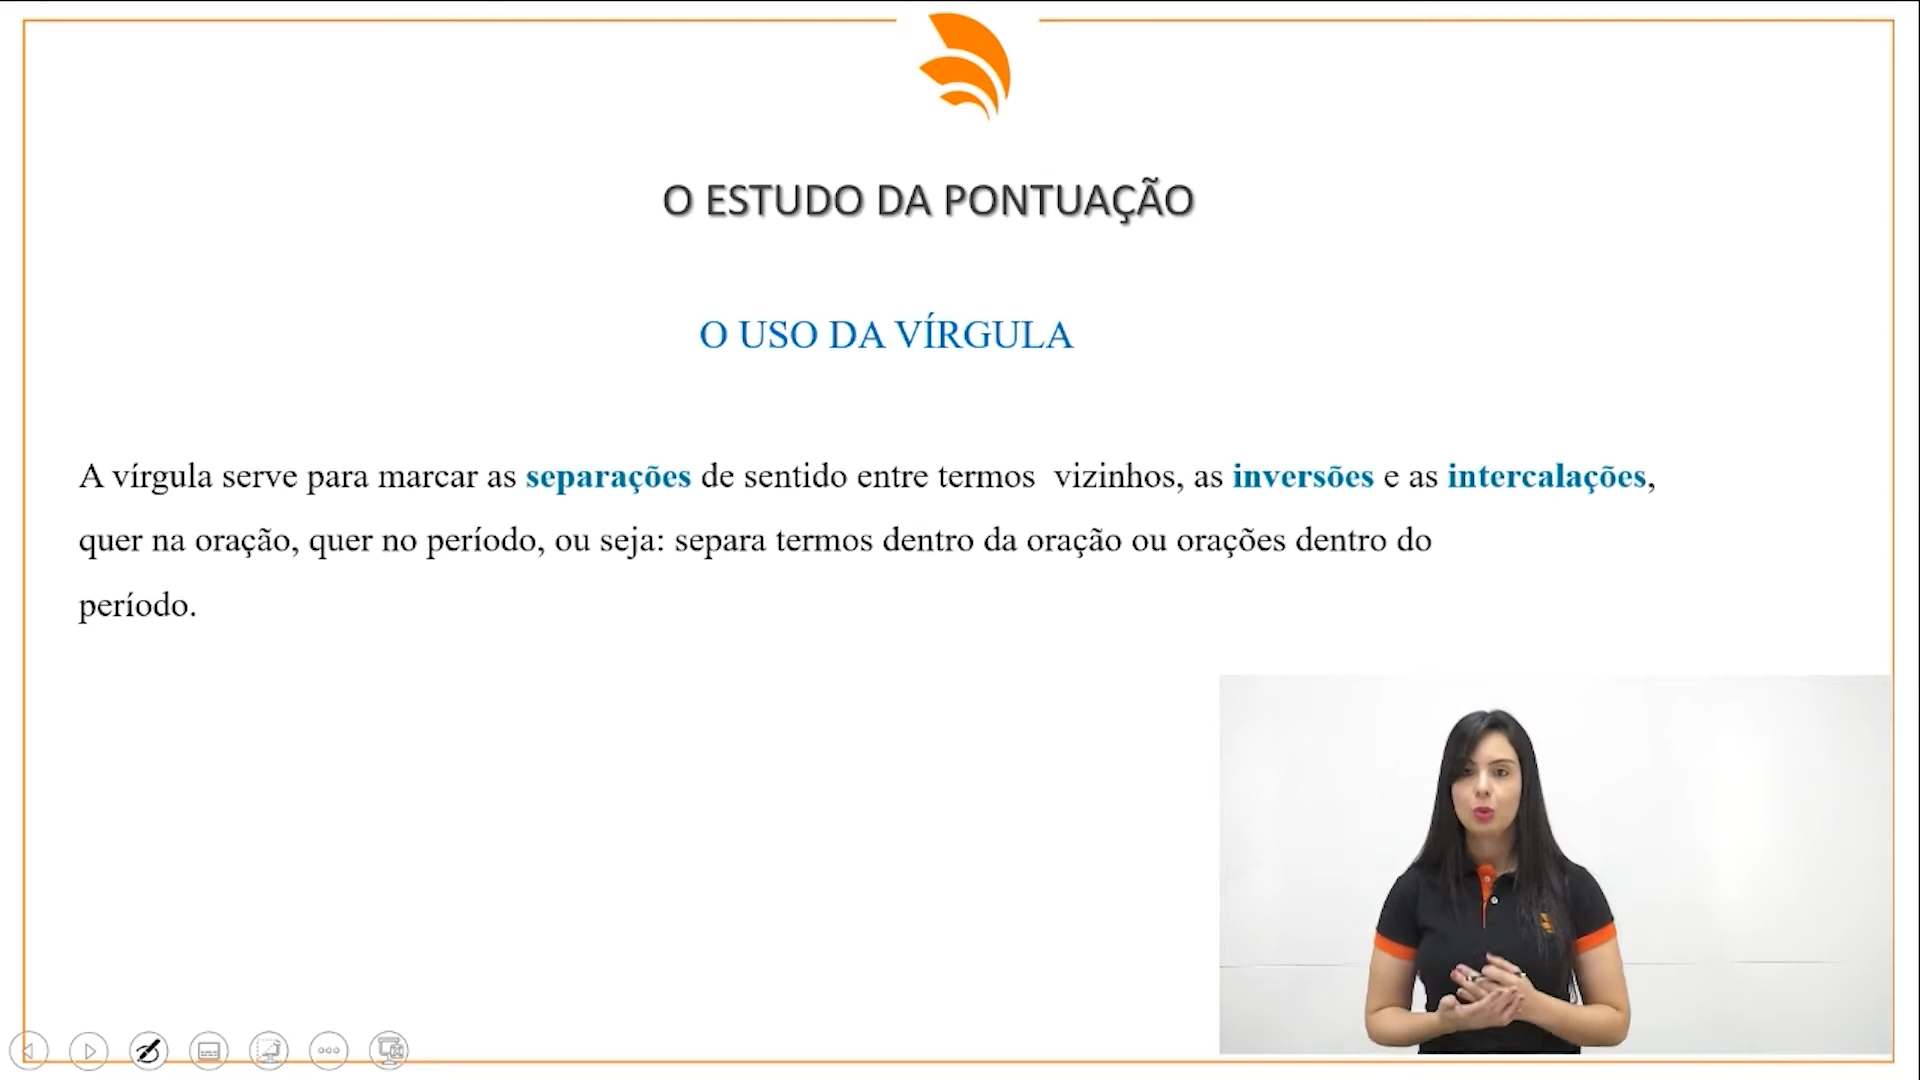 O ESTUDO DA PONTUAÇÃO
O USO DA VÍRGULA
A vírgula serve para marcar as separações de sentido entre termos  vizinhos, as inversões e as intercalações,
quer na oração, quer no período, ou seja: separa termos dentro da oração ou orações dentro do
período.